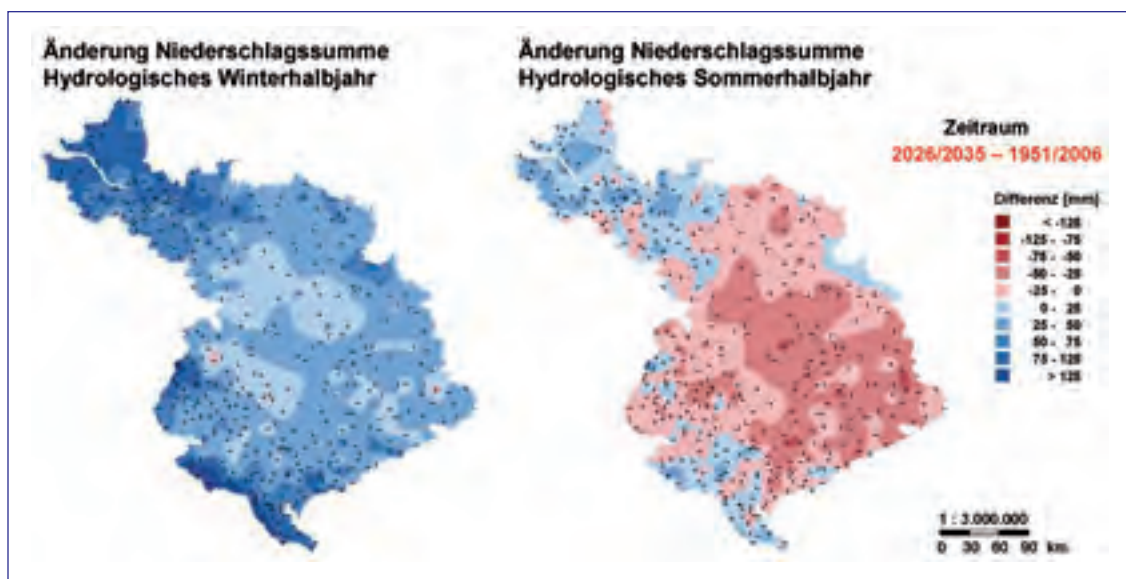 Änderung Niederschlagssumme
Hydrologisches Winterhalbjahr
Änderung Niederschlagssumme
Hydrologisches Sommerhalbjahr
Zeitraum
2026/2035 – 1951/2006
Differenz [mm]
< -125
-125 - -75
-75 - -50
-50 - -25
-25 - 0
0 - 25
25 - 50
50 - 75
75 - 125
> 125
1 : 3.000.000
0 30 60 90 km